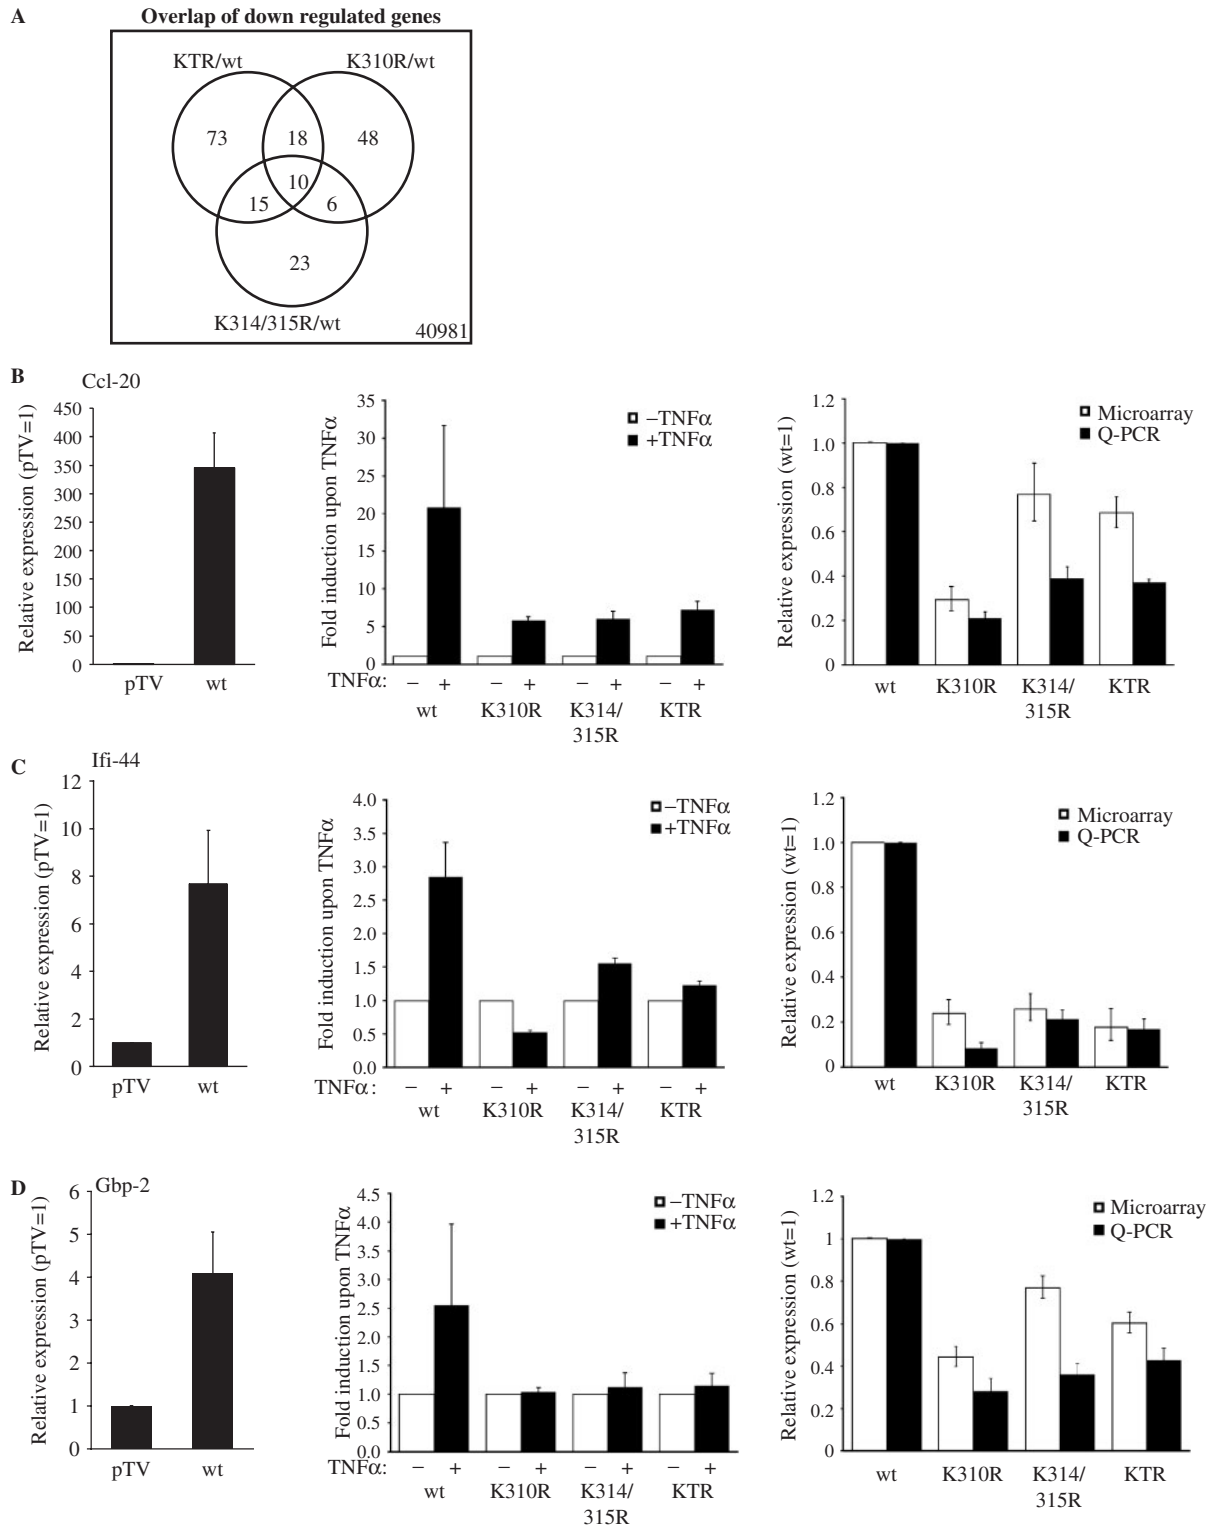 A
Overlap of down regulated genes
KTR/wt
K310R/wt
73
18
48
10
15
6
23
K314/315R/wt
40981
B
Ccl-20
Relative expression (pTV=1)
450
400
350
300
250
200
150
100
50
0
pTV wt
Fold induction upon TNFα
35
30
25
20
15
10
5
0
–TNFα
+TNFα
TNFα: – + – + – + – +
wt K310R K314/ KTR
315R
Relative expression (wt=1)
1.2
1.0
0.8
0.6
0.4
0.2
0
Microarray
Q-PCR
wt K310R K314/ KTR
315R
C
Ifi-44
Relative expression (pTV=1)
12
10
8
6
4
2
0
pTV wt
Fold induction upon TNFα
4.0
3.5
3.0
2.5
2.0
1.5
1.0
0.5
0.0
–TNFα
+TNFα
TNFα: – + – + – + – +
wt K310R K314/ KTR
315R
Relative expression (wt=1)
1.2
1.0
0.8
0.6
0.4
0.2
0
Microarray
Q-PCR
wt K310R K314/ KTR
315R
D
Gbp-2
Relative expression (pTV=1)
6
5
4
3
2
1
0
pTV wt
Fold induction upon TNFα
4.5
4.0
3.5
3.0
2.5
2.0
1.5
1.0
0.5
0.0
–TNFα
+TNFα
TNFα: – + – + – + – +
wt K310R K314/ KTR
315R
Relative expression (wt=1)
1.2
1
0.8
0.6
0.4
0.2
0
Microarray
Q-PCR
wt K310R K314/ KTR
315R